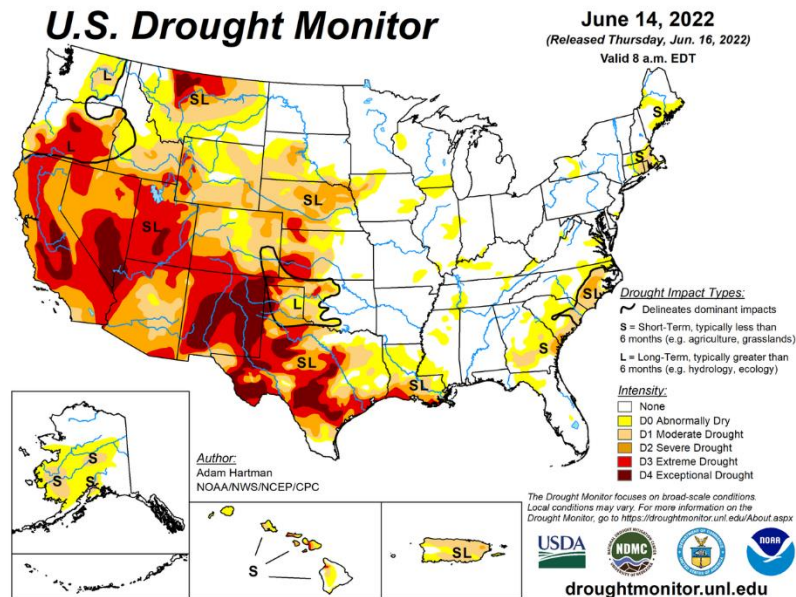 U.S. Drought Monitor
June 14, 2022
(Released Thursday, Jun. 16, 2022)
Valid 8 a.m. EDT
L
SL
S
L
S
SL
SL
SL
L
SL
S
SL
SL
Drought Impact Types:
Delineates dominant impacts
S = Short-Term, typically less than
6 months (e.g. agriculture, grasslands)
L = Long-Term, typically greater than
6 months (e.g. hydrology, ecology)
Intensity:
None
D0 Abnormally Dry
D1 Moderate Drought
D2 Severe Drought
D3 Extreme Drought
D4 Exceptional Drought
Author:
Adam Hartman
NOAA/NWS/NCEP/CPC
S
S
S
S
SL
The Drought Monitor focuses on broad-scale conditions.
Local conditions may vary. For more information on the
Drought Monitor, go to https://droughtmonitor.unl.edu/About.aspx
USDA
NDMC
NOAA
droughtmonitor.unl.edu